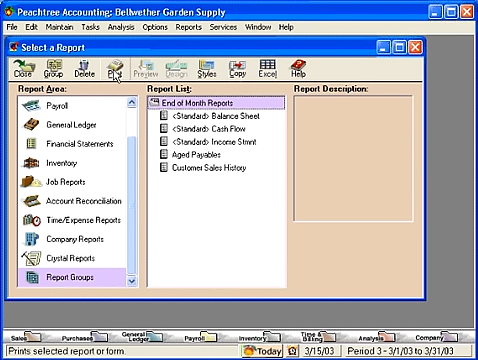 Peachtree Accounting: Bellwether Garden Supply
File Edit Maintain Tasks Analysis Options Reports Services Window Help
Select a Report
Close Group Delete Print Preview Design Styles Copy Excel Help
Report Area: Report List: Report Description:
Payroll
General Ledger
Financial Statements
Inventory
Job Reports
Account Reconciliation
Time/Expense Reports
Company Reports
Crystal Reports
Report Groups
End of Month Reports
<Standard> Balance Sheet
<Standard> Cash Flow
<Standard> Income Stmnt
Aged Payables
Customer Sales History
Sales Purchases General Ledger Payroll Inventory Time & Billing Analysis Company
Prints selected report or form. Today 3/15/03 Period 3 - 3/1/03 to 3/31/03